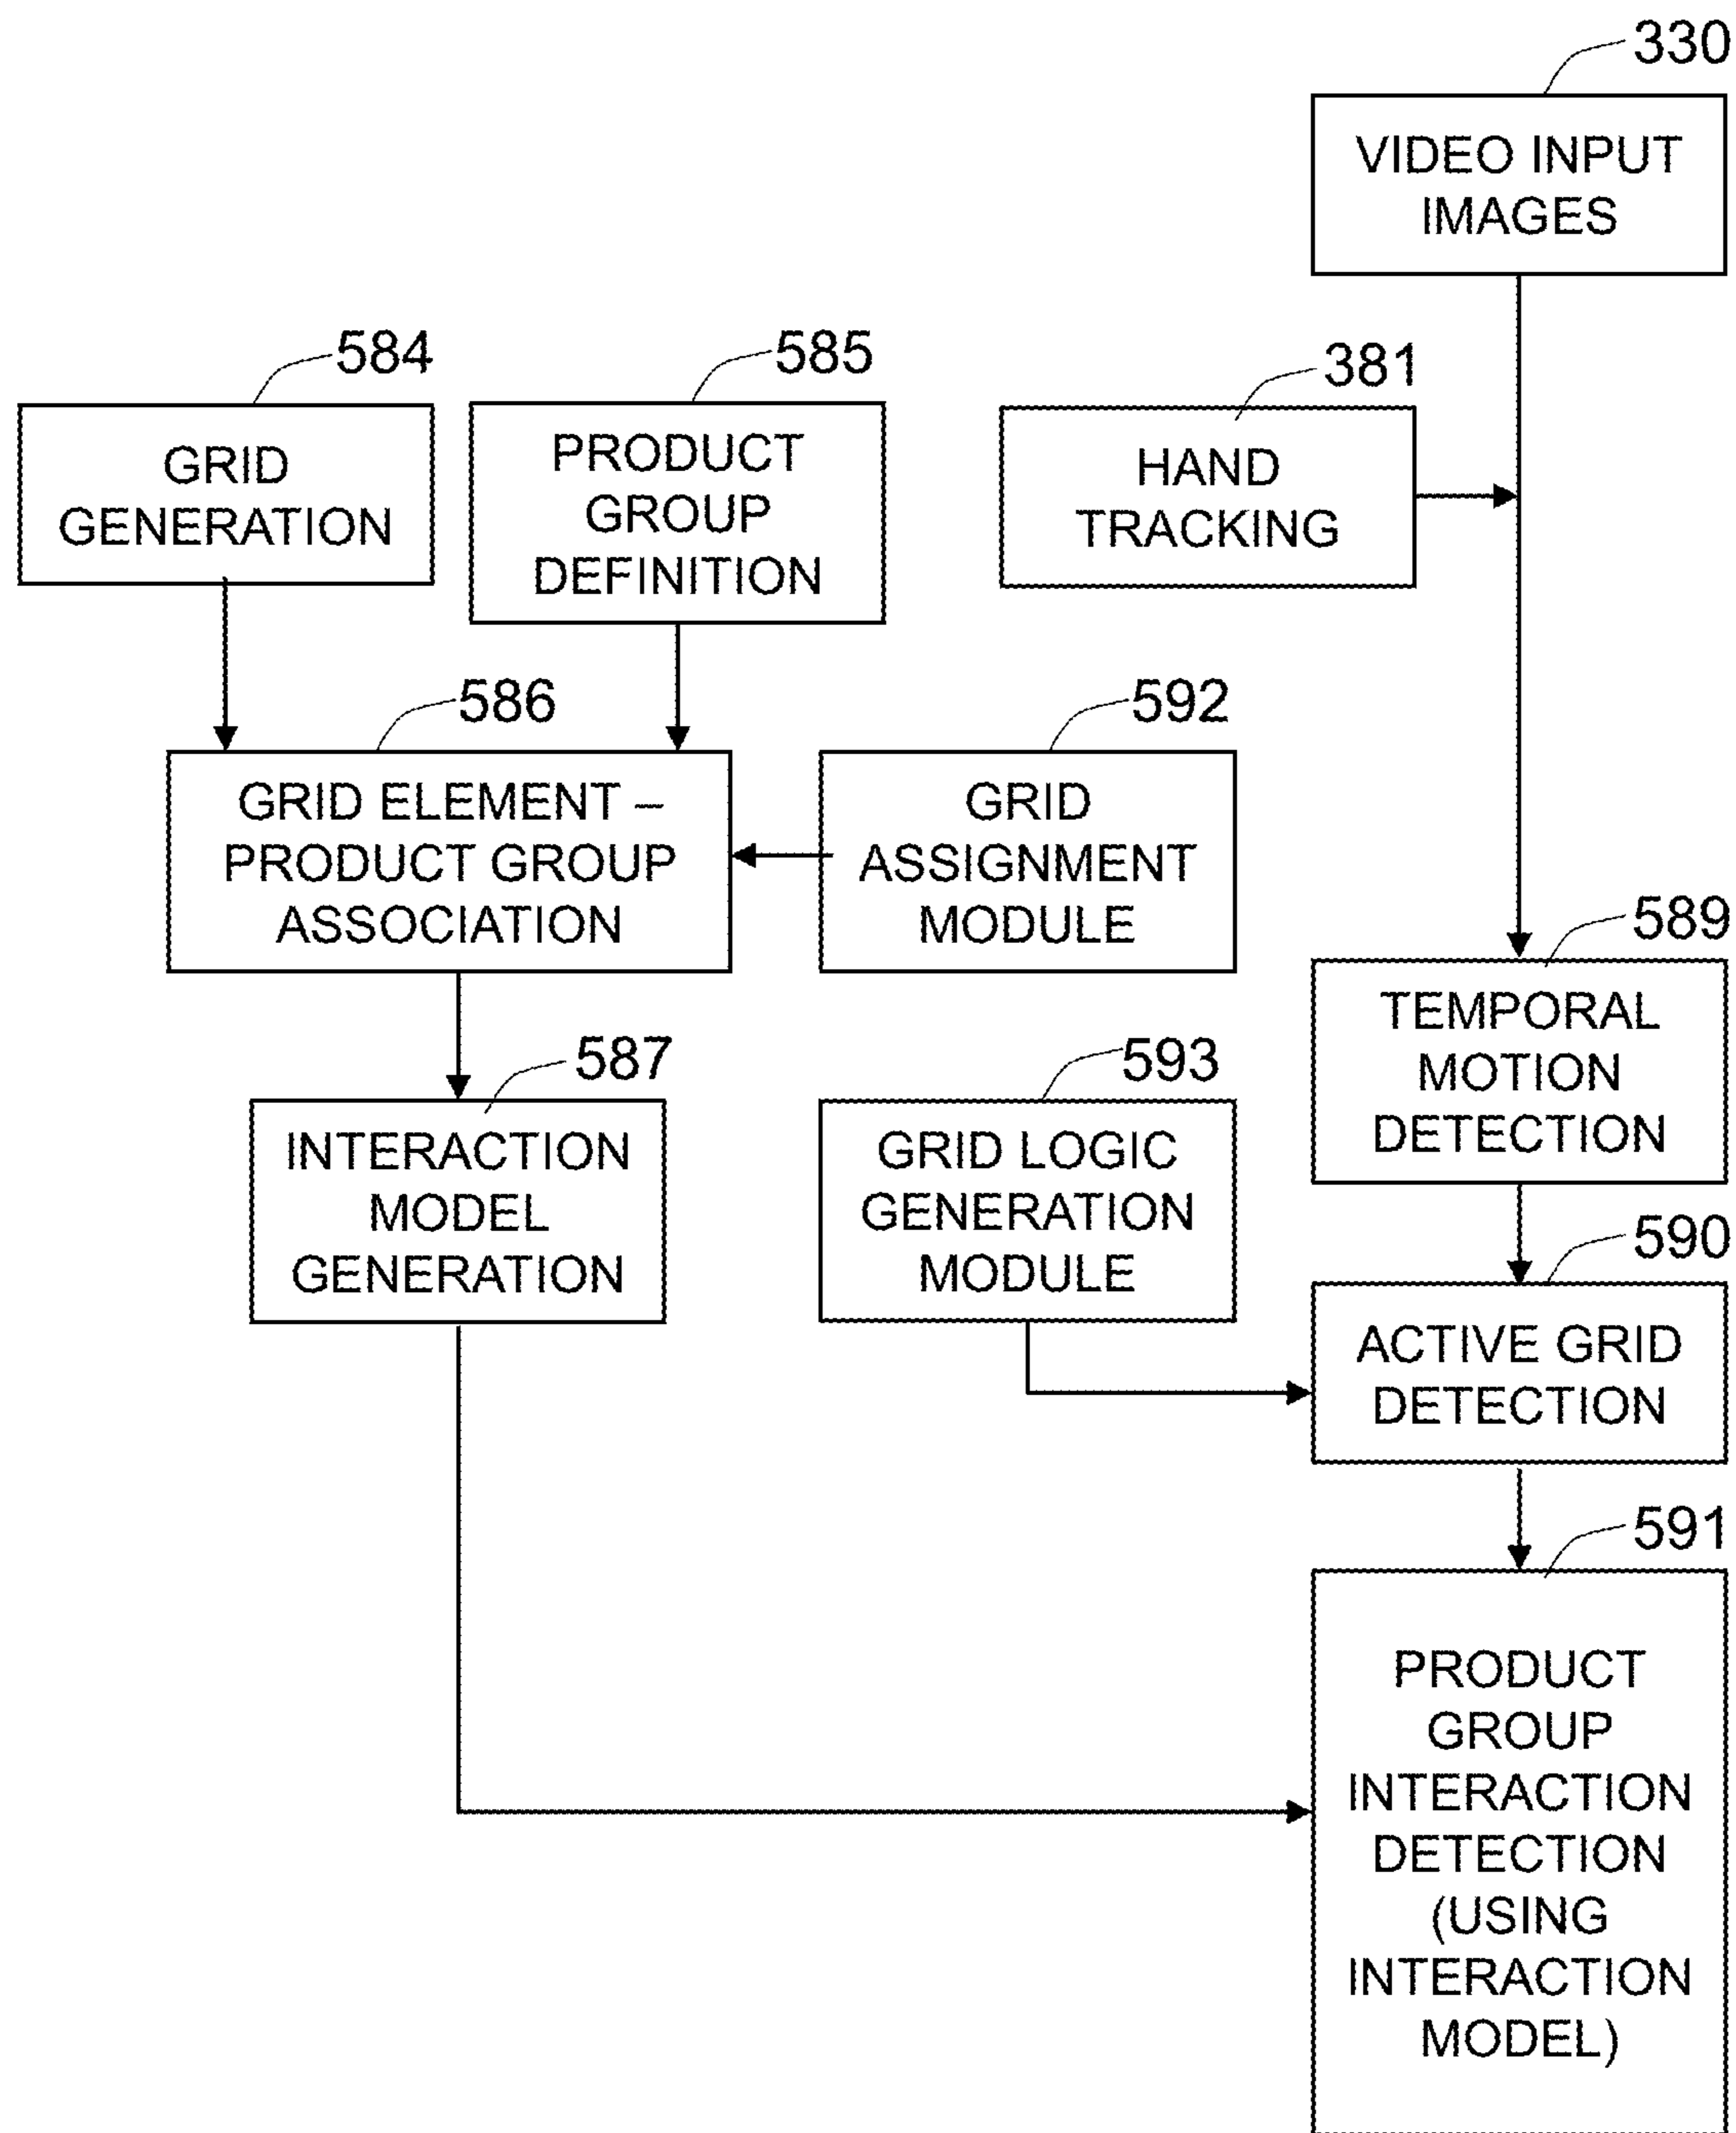 330
VIDEO INPUT
IMAGES
584
GRID
GENERATION
585
PRODUCT
GROUP
DEFINITION
381
HAND
TRACKING
586
GRID ELEMENT –
PRODUCT GROUP
ASSOCIATION
592
GRID
ASSIGNMENT
MODULE
589
TEMPORAL
MOTION
DETECTION
587
INTERACTION
MODEL
GENERATION
593
GRID LOGIC
GENERATION
MODULE
590
ACTIVE GRID
DETECTION
591
PRODUCT
GROUP
INTERACTION
DETECTION
(USING
INTERACTION
MODEL)